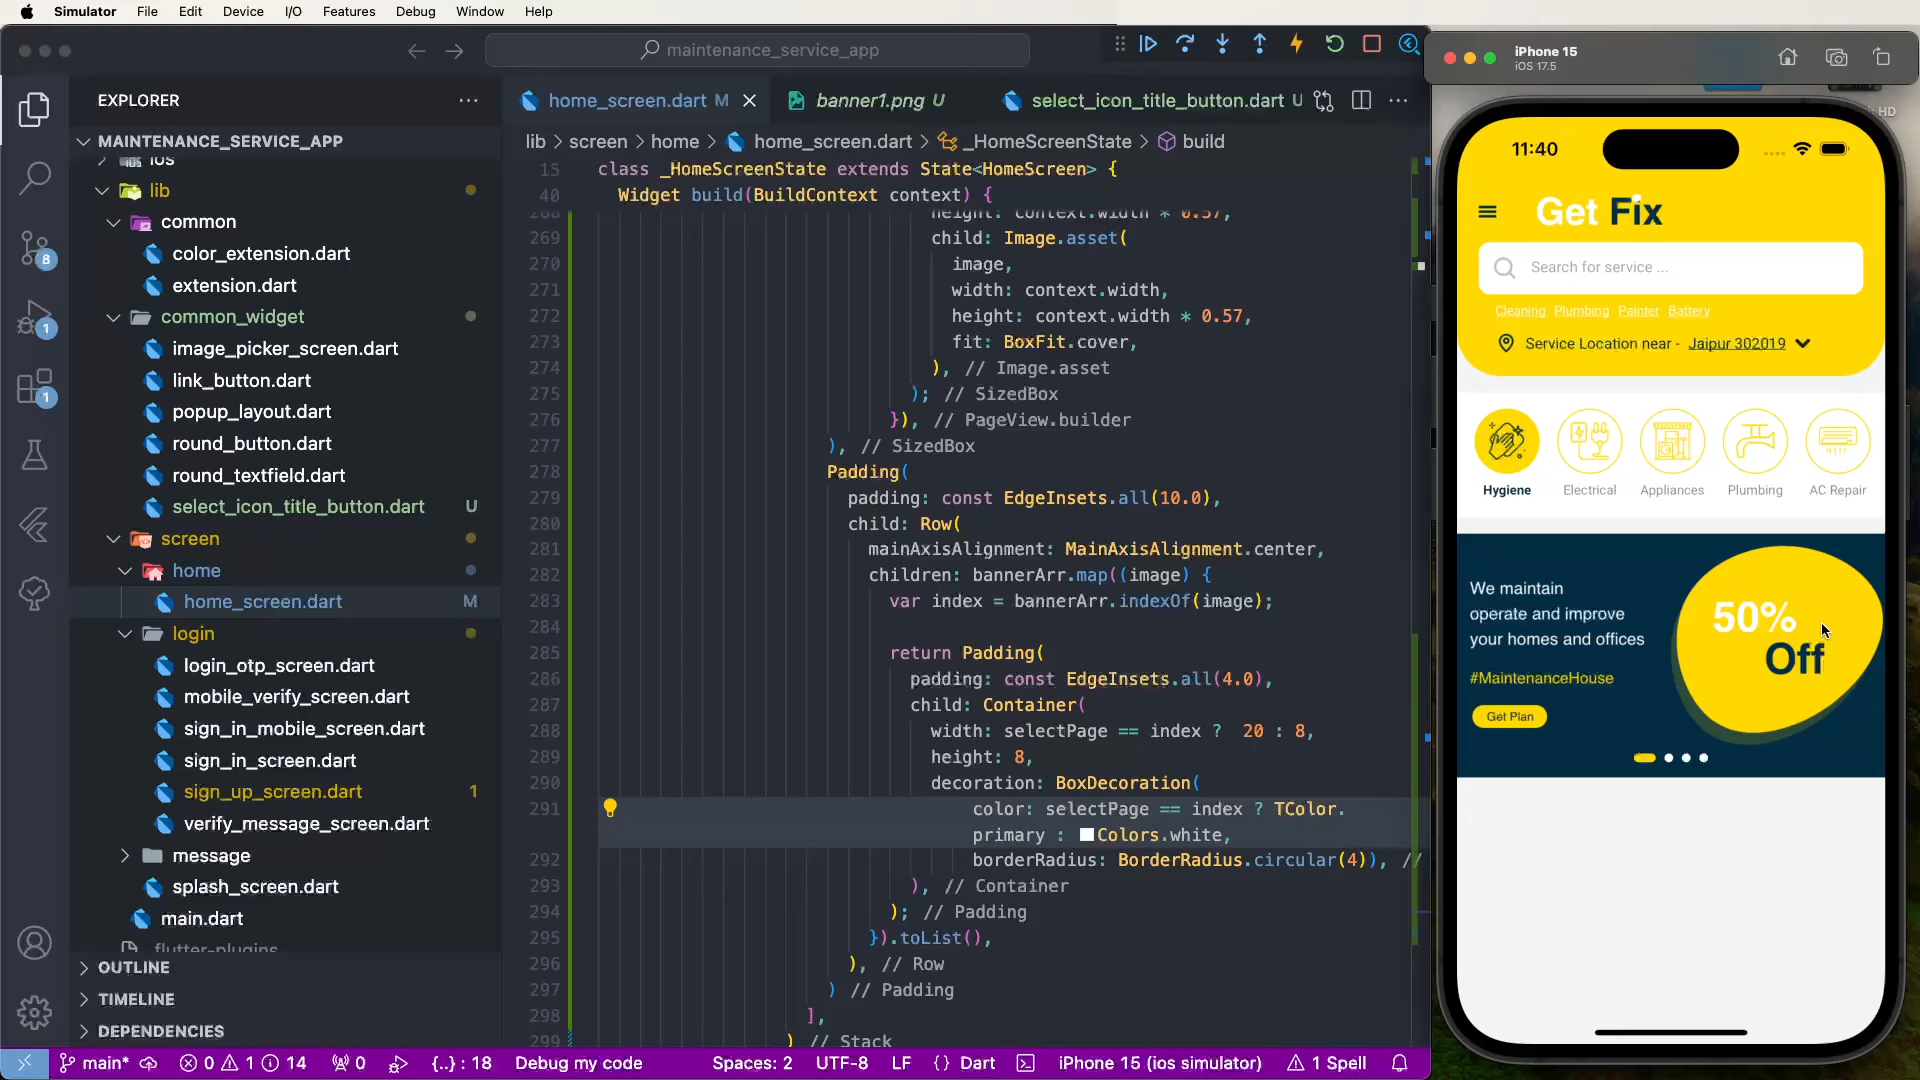 Simulator File Edit Device I/O Features Debug Window Help
maintenance_service_app
iPhone 15
iOS 17.5
EXPLORER
home_screen.dart M
banner1.png U
select_icon_title_button.dart U
HD
MAINTENANCE_SERVICE_APP
lib > screen > home > home_screen.dart > _HomeScreenState > build
ios
lib
common
color_extension.dart
extension.dart
common_widget
image_picker_screen.dart
link_button.dart
popup_layout.dart
round_button.dart
round_textfield.dart
select_icon_title_button.dart U
screen
home
home_screen.dart M
login
login_otp_screen.dart
mobile_verify_screen.dart
sign_in_mobile_screen.dart
sign_in_screen.dart
sign_up_screen.dart 1
verify_message_screen.dart
message
splash_screen.dart
main.dart
flutter-plugins
OUTLINE
TIMELINE
DEPENDENCIES
8
1
1
15 class _HomeScreenState extends State<HomeScreen> {
40 Widget build(BuildContext context) {
268 height: context.width * 0.57,
269 child: Image.asset(
270 image,
271 width: context.width,
272 height: context.width * 0.57,
273 fit: BoxFit.cover,
274 ), // Image.asset
275 ); // SizedBox
276 }), // PageView.builder
277 ), // SizedBox
278 Padding(
279 padding: const EdgeInsets.all(10.0),
280 child: Row(
281 mainAxisAlignment: MainAxisAlignment.center,
282 children: bannerArr.map((image) {
283 var index = bannerArr.indexOf(image);
284
285 return Padding(
286 padding: const EdgeInsets.all(4.0),
287 child: Container(
288 width: selectPage == index ?  20 : 8,
289 height: 8,
290 decoration: BoxDecoration(
291 color: selectPage == index ? TColor.
primary : Colors.white,
292 borderRadius: BorderRadius.circular(4)), //
293 ), // Container
294 ); // Padding
295 }).toList(),
296 ), // Row
297 ) // Padding
298 ],
299 ) // Stack
11:40
Get Fix
Search for service ...
Cleaning Plumbing Painter Battery
Service Location near - Jaipur 302019
Hygiene Electrical Appliances Plumbing AC Repair
We maintain
operate and improve
your homes and offices
#MaintenanceHouse
Get Plan
50%
Off
main* 0 1 14 0 {..} : 18 Debug my code Spaces: 2 UTF-8 LF {} Dart iPhone 15 (ios simulator) 1 Spell